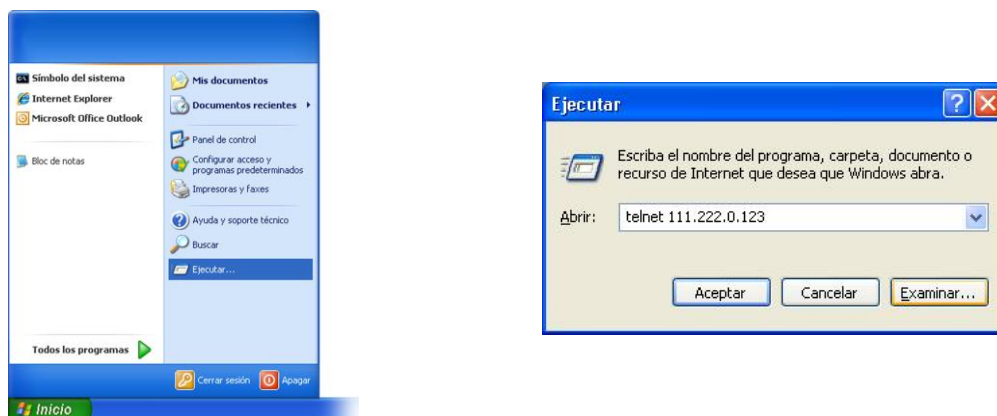 Símbolo del sistema
Internet Explorer
Microsoft Office Outlook
Bloc de notas
Todos los programas
Mis documentos
Documentos recientes
Panel de control
Configurar acceso y
programas predeterminados
Impresoras y faxes
Ayuda y soporte técnico
Buscar
Ejecutar...
Cerrar sesión
Apagar
Inicio
Ejecutar
Escriba el nombre del programa, carpeta, documento o
recurso de Internet que desea que Windows abra.
Abrir: telnet 111.222.0.123
Aceptar Cancelar Examinar...